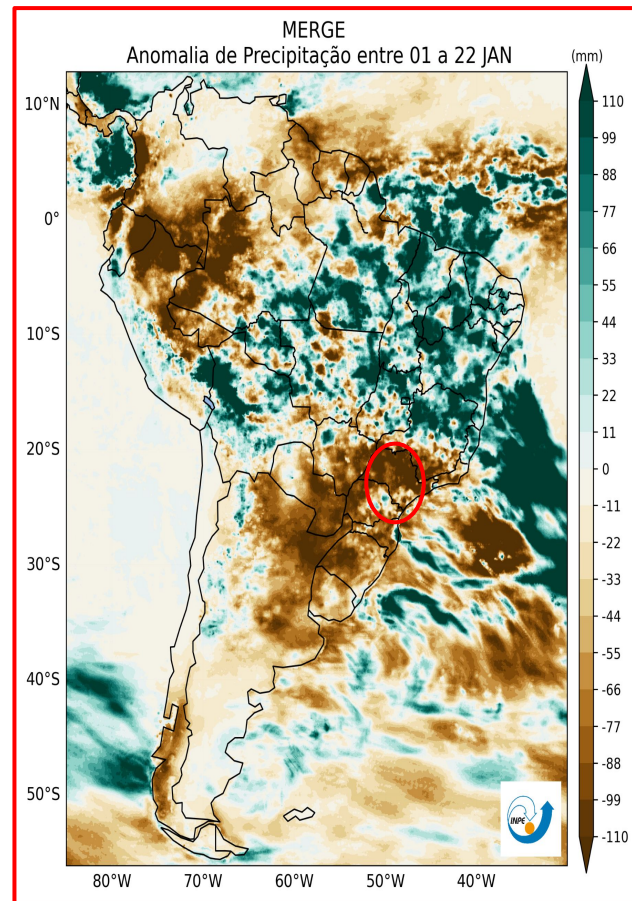 MERGE
Anomalia de Precipitação entre 01 a 22 JAN
(mm)
10°N
0°
10°S
20°S
30°S
40°S
50°S
80°W 70°W 60°W 50°W 40°W
110
99
88
77
66
55
44
33
22
11
0
-11
-22
-33
-44
-55
-66
-77
-88
-99
-110
INPE